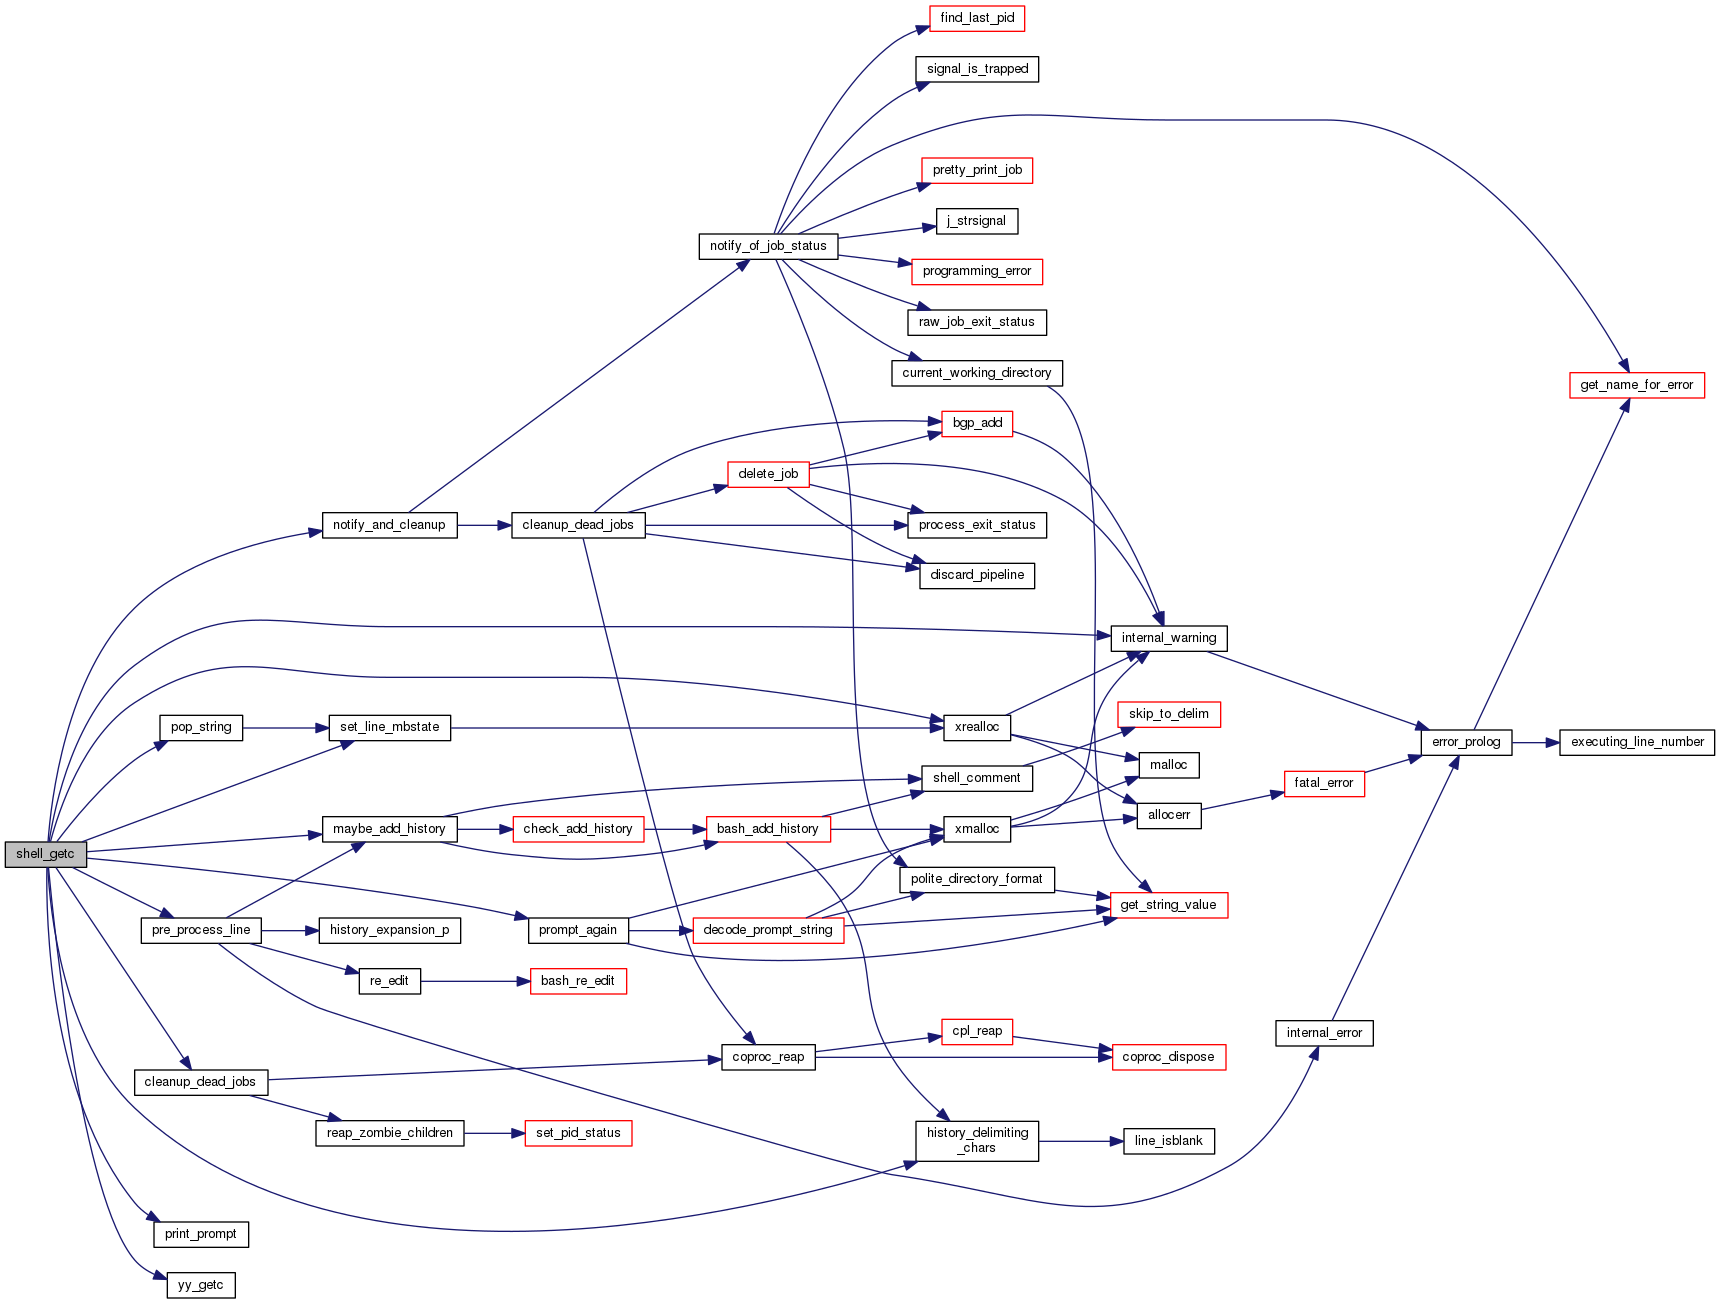 find_last_pid
signal_is_trapped
pretty_print_job
j_strsignal
notify_of_job_status
programming_error
raw_job_exit_status
current_working_directory
get_name_for_error
bgp_add
delete_job
notify_and_cleanup
cleanup_dead_jobs
process_exit_status
discard_pipeline
internal_warning
skip_to_delim
pop_string
set_line_mbstate
xrealloc
error_prolog
executing_line_number
malloc
shell_comment
fatal_error
allocerr
maybe_add_history
check_add_history
bash_add_history
xmalloc
shell_getc
polite_directory_format
get_string_value
pre_process_line
history_expansion_p
prompt_again
decode_prompt_string
re_edit
bash_re_edit
cpl_reap
internal_error
coproc_reap
coproc_dispose
cleanup_dead_jobs
reap_zombie_children
set_pid_status
history_delimiting
_chars
line_isblank
print_prompt
yy_getc